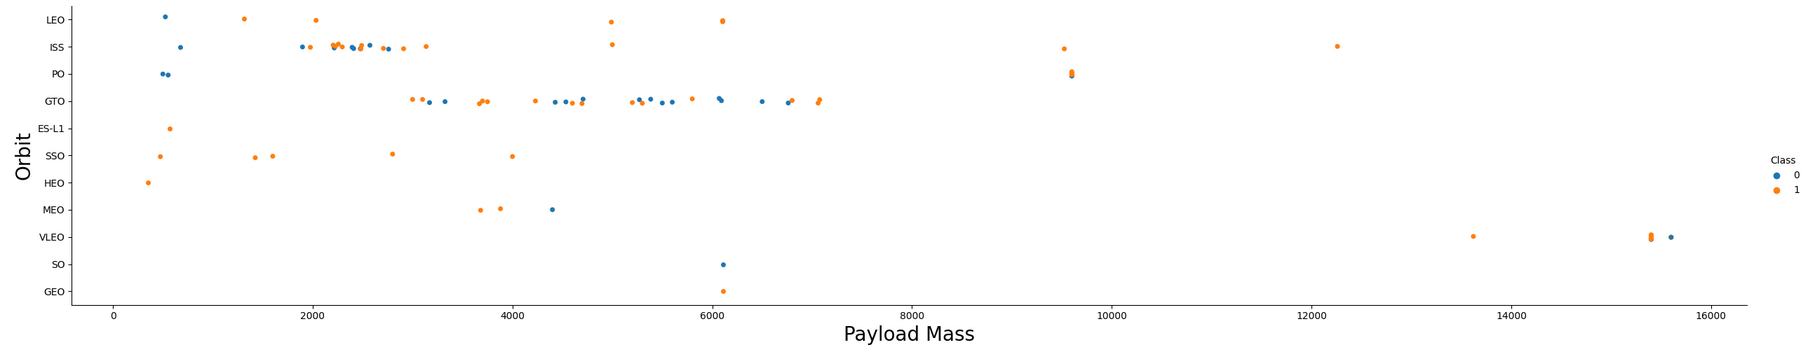 LEO
ISS
PO
GTO
ES-L1
SSO
HEO
MEO
VLEO
SO
GEO
Orbit
0 2000 4000 6000 8000 10000 12000 14000 16000
Payload Mass
Class
0
1